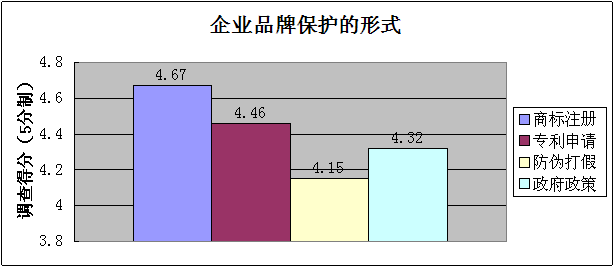 企业品牌保护的形式
调查得分（5分制）
4.8
4.6
4.4
4.2
4
3.8
4.67
4.46
4.15
4.32
商标注册
专利申请
防伪打假
政府政策